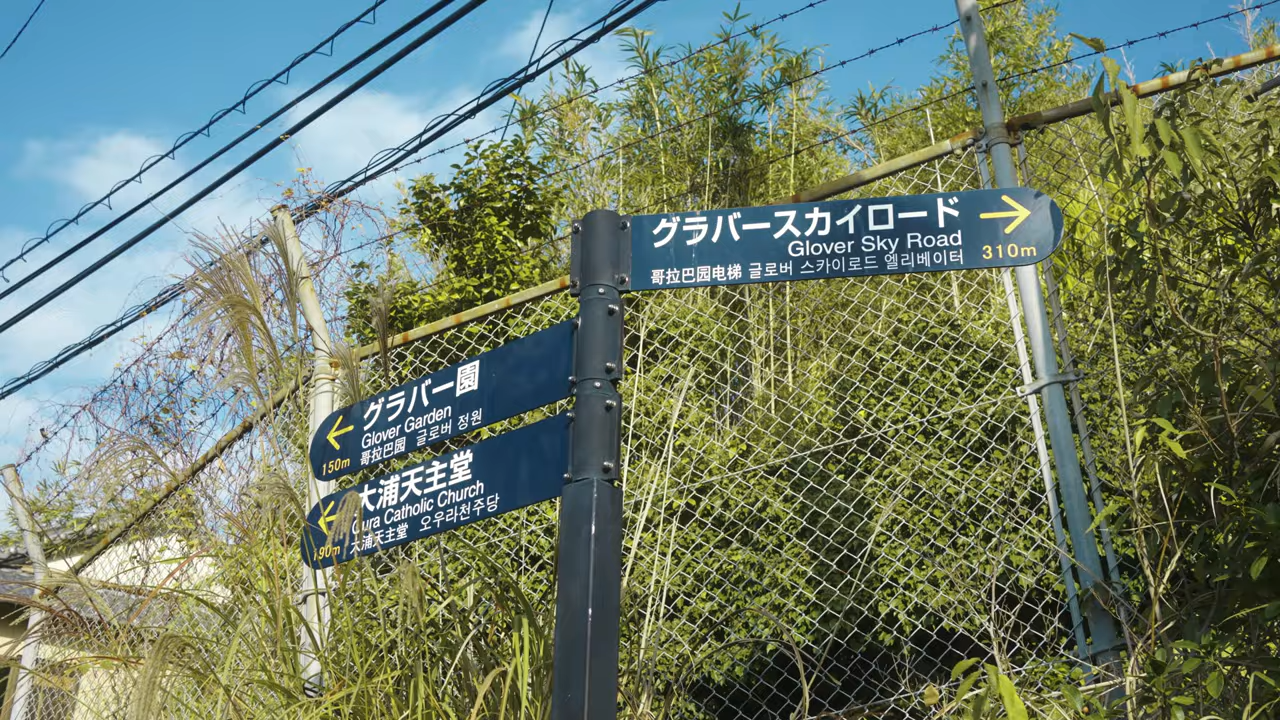 グラバースカイロード
Glover Sky Road
310m
哥拉巴园电梯 글로버 스카이로드 엘리베이터
グラバー園
Glover Garden
150m
哥拉巴园 글로버 정원
大浦天主堂
Oura Catholic Church
90m
大浦天主堂 오우라천주당